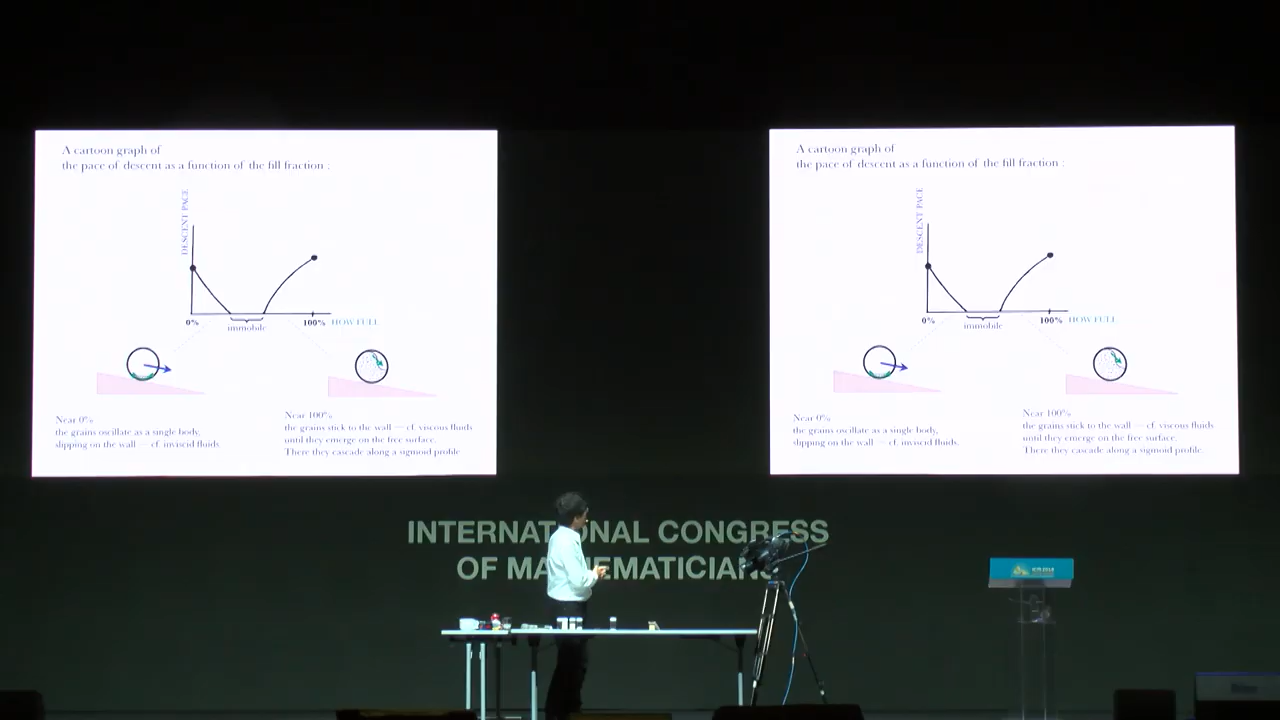 A cartoon graph of
the pace of descent as a function of the fill fraction :
DESCENT PACE
0%
immobile
100%
HOW FULL
Near 0%
the grains oscillate as a single body,
slipping on the wall — cf. inviscid fluids.
Near 100%
the grains stick to the wall — cf. viscous fluids
until they emerge on the free surface.
There they cascade along a sigmoid profile
A cartoon graph of
the pace of descent as a function of the fill fraction :
DESCENT PACE
0%
immobile
100%
HOW FULL
Near 0%
the grains oscillate as a single body,
slipping on the wall — cf. inviscid fluids.
Near 100%
the grains stick to the wall — cf. viscous fluids
until they emerge on the free surface.
There they cascade along a sigmoid profile.
INTERNATIONAL CONGRESS
OF MATHEMATICIANS